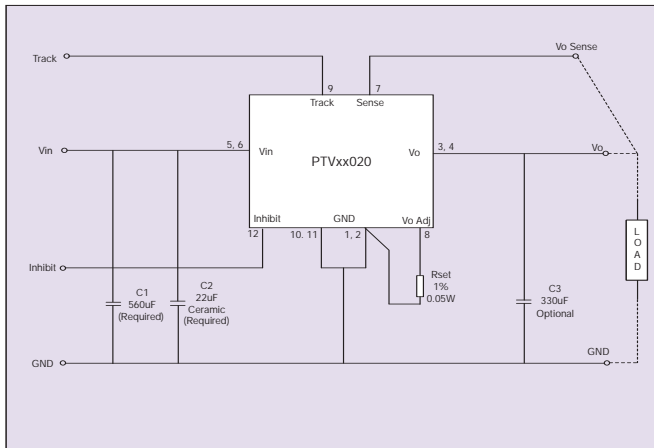 Vo Sense
Track
9
7
Track
Sense
5, 6
3, 4
Vin
Vin
Vo
Vo
PTVxx020
Inhibit
GND
Vo Adj
12
10. 11
1, 2
8
LOAD
Inhibit
Rset
1%
0.05W
C1
560uF
(Required)
C2
22uF
Ceramic
(Required)
C3
330uF
Optional
GND
GND